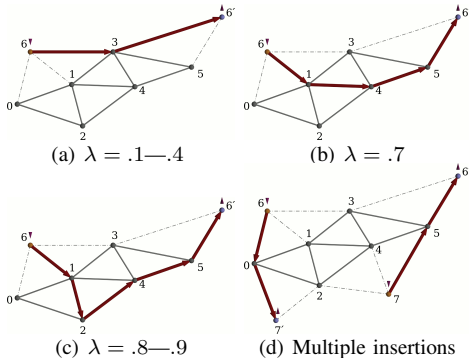 6 3 6′
1 5
0 4
2
(a) λ = .1—.4
6 3 6
1 5
0 4
2
(b) λ = .7
6 3 6′
1 5
0 4
2
(c) λ = .8—.9
6 3 6
1 5
0 4
2 7
7′
(d) Multiple insertions